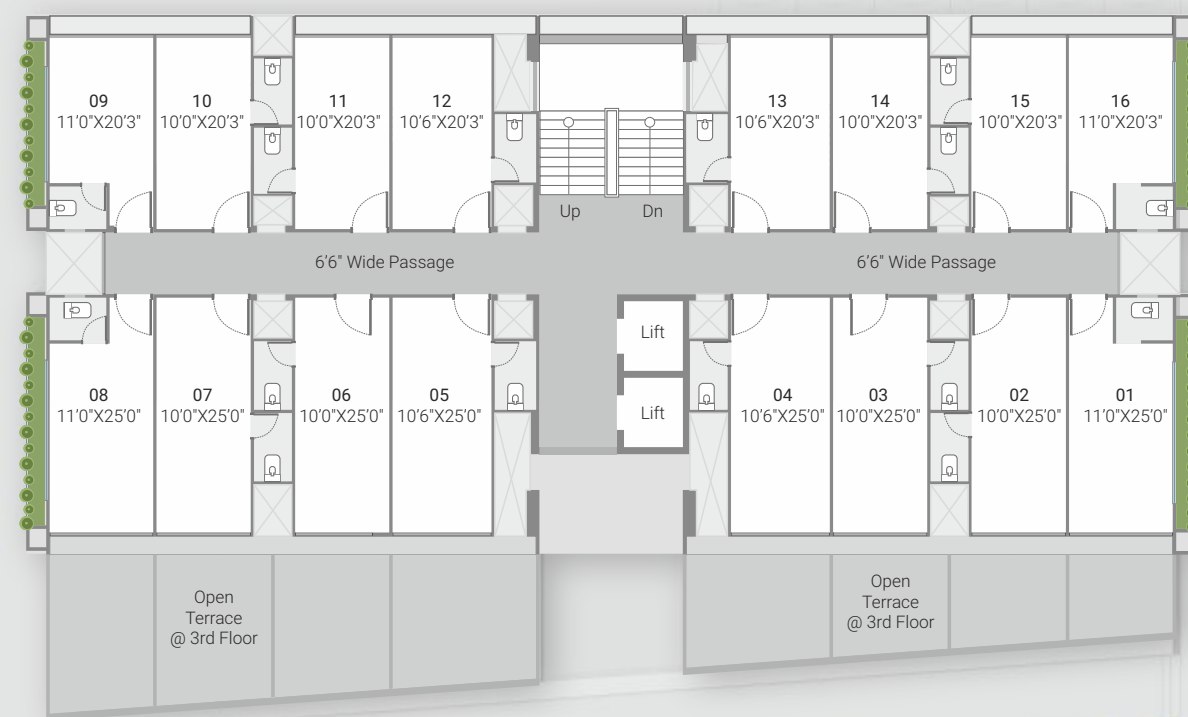 09
11'0"X20'3"
10
10'0"X20'3"
11
10'0"X20'3"
12
10'6"X20'3"
13
10'6"X20'3"
14
10'0"X20'3"
15
10'0"X20'3"
16
11'0"X20'3"
Up
Dn
6'6" Wide Passage
6'6" Wide Passage
Lift
Lift
08
11'0"X25'0"
07
10'0"X25'0"
06
10'0"X25'0"
05
10'6"X25'0"
04
10'6"X25'0"
03
10'0"X25'0"
02
10'0"X25'0"
01
11'0"X25'0"
Open
Terrace
@ 3rd Floor
Open
Terrace
@ 3rd Floor